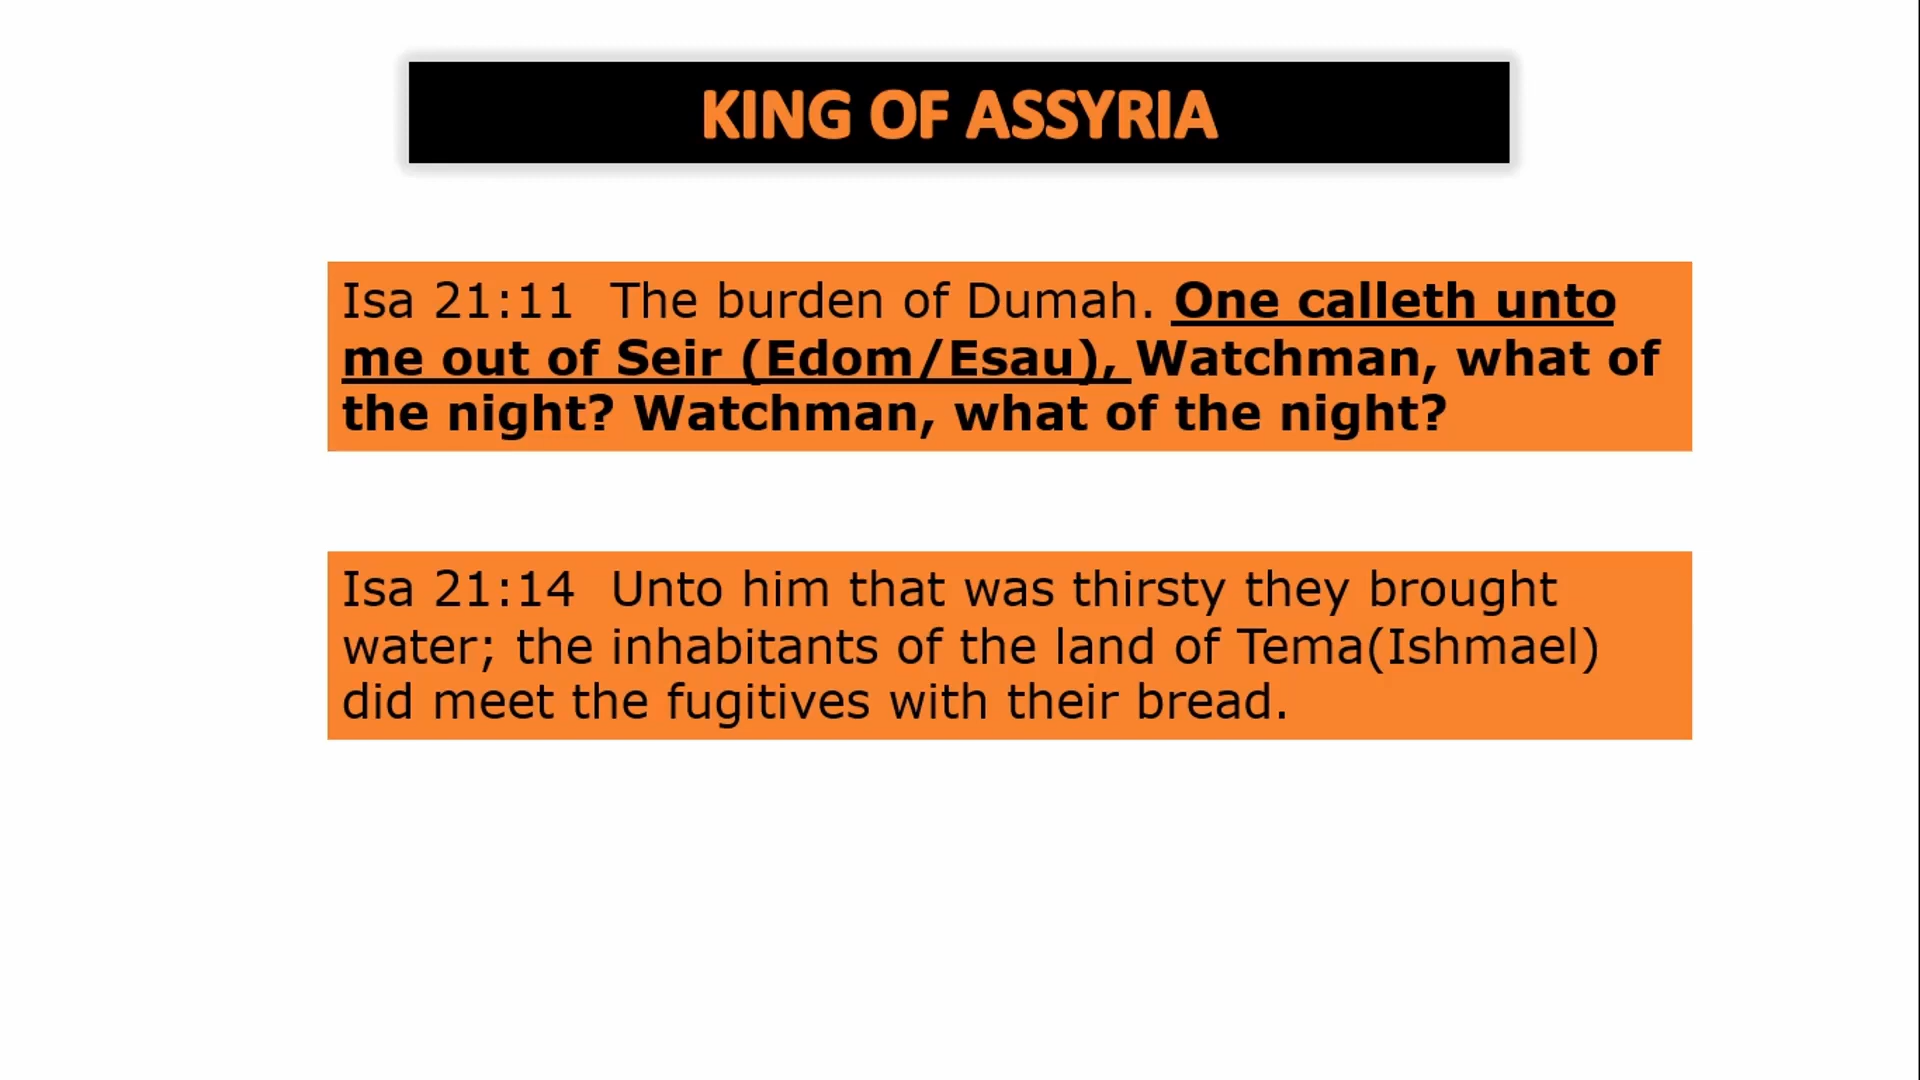 KING OF ASSYRIA
Isa 21:11  The burden of Dumah. One calleth unto
me out of Seir (Edom/Esau), Watchman, what of
the night? Watchman, what of the night?
Isa 21:14  Unto him that was thirsty they brought
water; the inhabitants of the land of Tema(Ishmael)
did meet the fugitives with their bread.